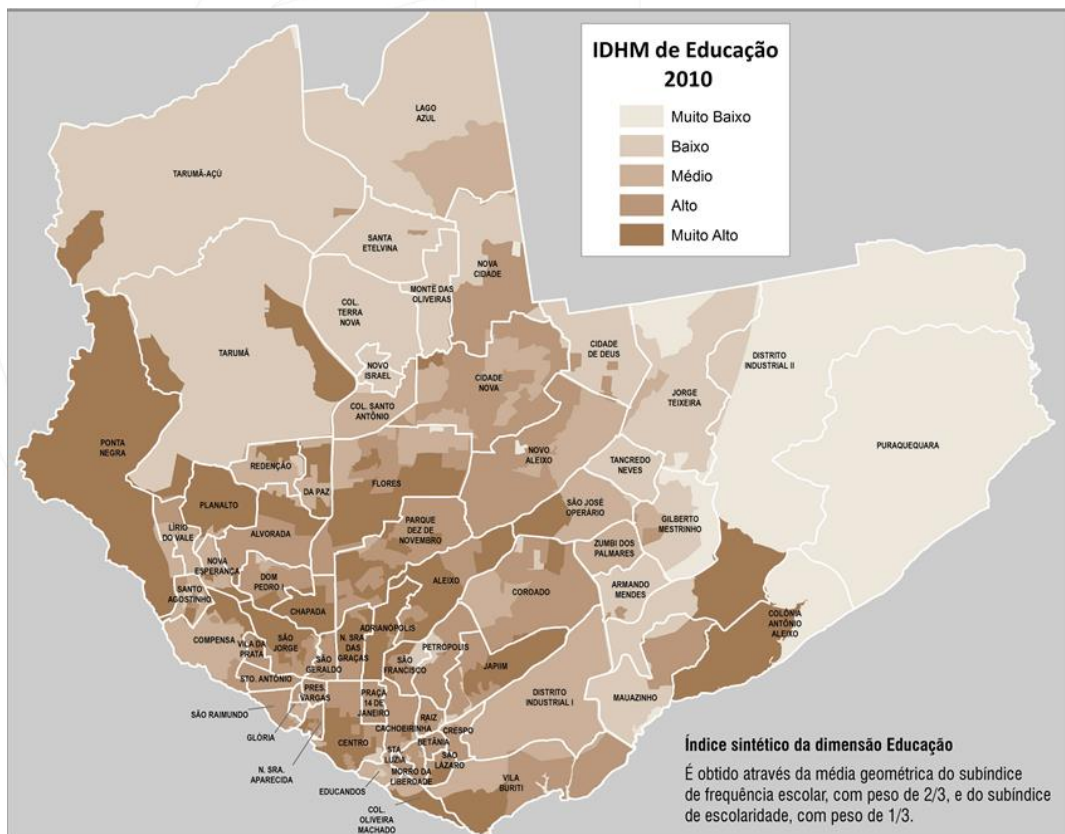 IDHM de Educação
2010
Muito Baixo
Baixo
Médio
Alto
Muito Alto
LAGO
AZUL
TARUMÃ-AÇÚ
SANTA
ETELVINA
NOVA
CIDADE
MONTE DAS
OLIVEIRAS
COL.
TERRA
NOVA
CIDADE
DE DEUS
DISTRITO
INDUSTRIAL II
TARUMÃ
NOVO
ISRAEL
CIDADE
NOVA
JORGE
TEIXEIRA
COL. SANTO
ANTÔNIO
PONTA
NEGRA
PURAQUEQUARA
NOVO
ALEIXO
REDENÇÃO
TANCREDO
NEVES
FLORES
DA PAZ
PLANALTO
SÃO JOSÉ
OPERÁRIO
GILBERTO
MESTRINHO
PARQUE
DEZ DE
NOVEMBRO
LÍRIO
DO VALE
ALVORADA
ZUMBI DOS
PALMARES
NOVA
ESPERANÇA
DOM
PEDRO I
ALEIXO
ARMANDO
MENDES
SANTO
AGOSTINHO
COROADO
CHAPADA
COLÔNIA
ANTÔNIO
ALEIXO
ADRIANÓPOLIS
COMPENSA
VILA DA
PRATA
SÃO
JORGE
N. SRA.
DAS
GRAÇAS
PETROPOLIS
SÃO
GERALDO
SÃO
FRANCISCO
JAPIIM
STO. ANTÔNIO
PRES.
VARGAS
PRAÇA
14 DE
JANEIRO
DISTRITO
INDUSTRIAL I
MAUAZINHO
SÃO RAIMUNDO
RAIZ
CACHOEIRINHA
CRESPO
GLÓRIA
CENTRO
BETÂNIA
STA.
LUZIA
SÃO
LÁZARO
N. SRA.
APARECIDA
MORRO DA
LIBERDADE
VILA
BURITI
EDUCANDOS
COL.
OLIVEIRA
MACHADO
Índice sintético da dimensão Educação
É obtido através da média geométrica do subíndice
de frequência escolar, com peso de 2/3, e do subíndice
de escolaridade, com peso de 1/3.